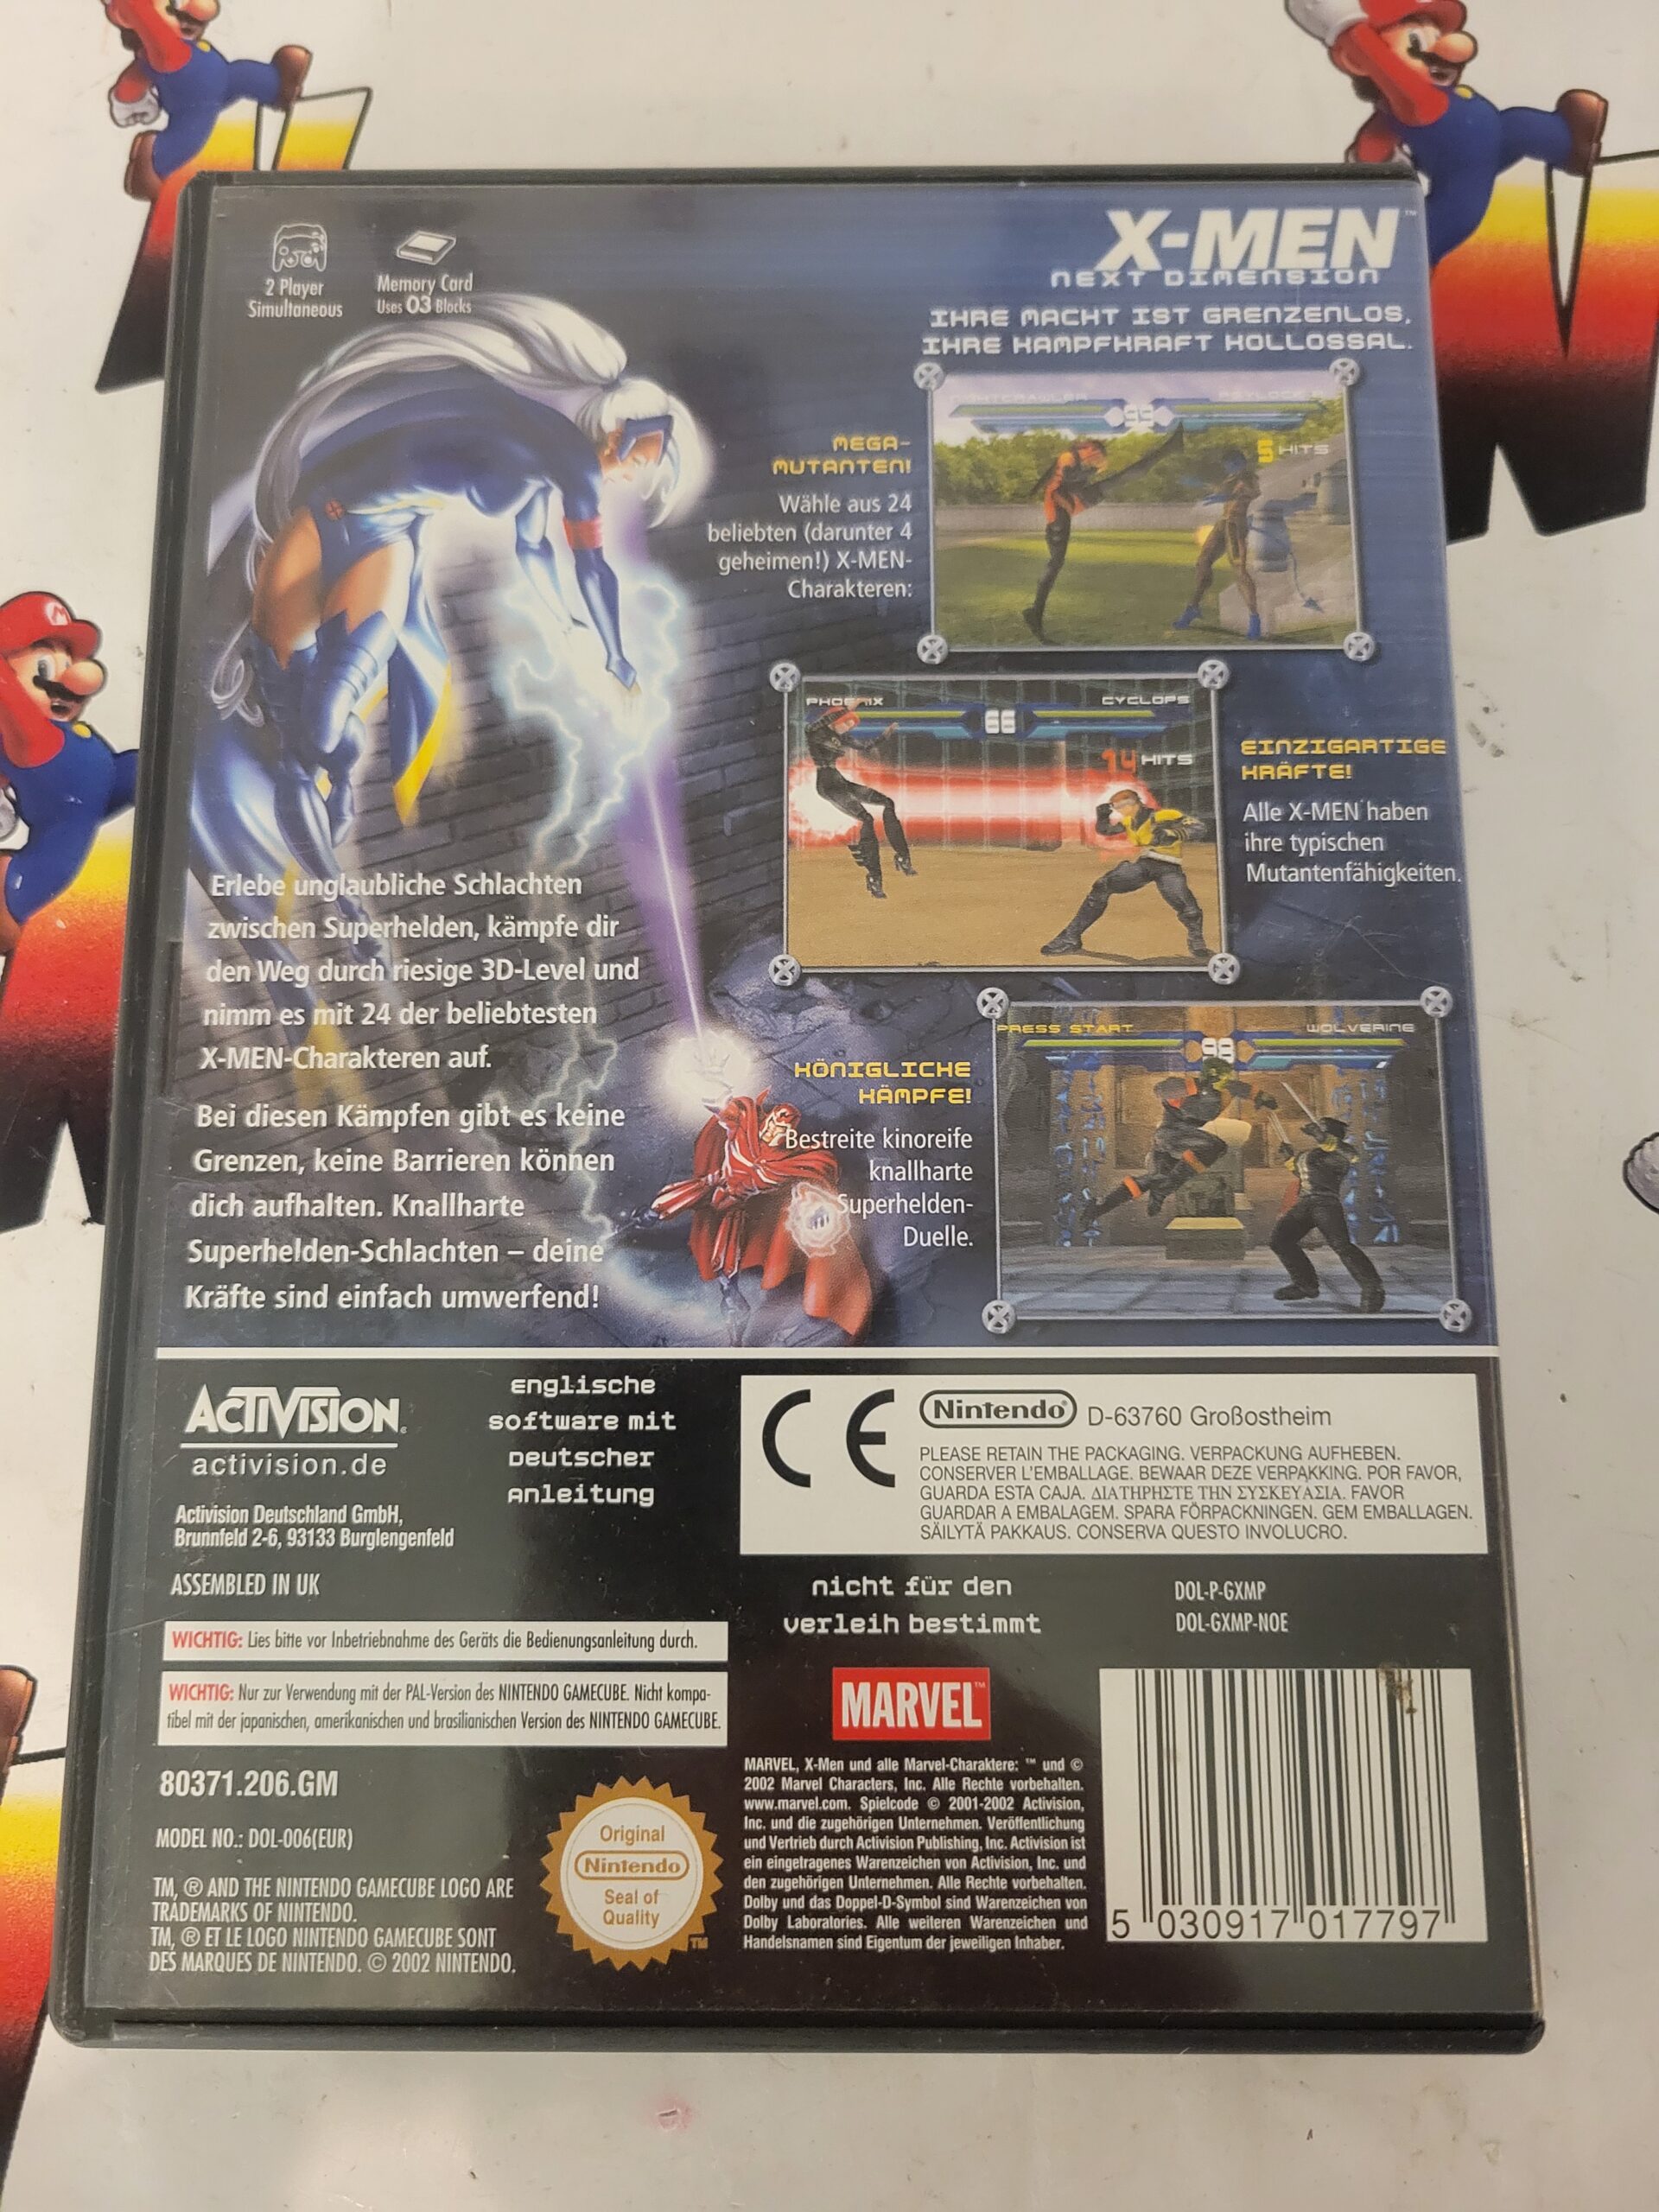 2 Player
Simultaneous
Memory Card
Uses 03 Blocks
X-MEN™
NEXT DIMENSION
IHRE MACHT IST GRENZENLOS,
IHRE KAMPFKRAFT KOLLOSSAL.
MEGA-
MUTANTEN!
Wähle aus 24
beliebten (darunter 4
geheimen!) X-MEN-
Charakteren:
NIGHTCRAWLER
99
5 HITS
PHOENIX
66
CYCLOPS
14 HITS
EINZIGARTIGE
KRÄFTE!
Alle X-MEN haben
ihre typischen
Mutantenfähigkeiten.
Erlebe unglaubliche Schlachten
zwischen Superhelden, kämpfe dir
den Weg durch riesige 3D-Level und
nimm es mit 24 der beliebtesten
X-MEN-Charakteren auf.
Bei diesen Kämpfen gibt es keine
Grenzen, keine Barrieren können
dich aufhalten. Knallharte
Superhelden-Schlachten – deine
Kräfte sind einfach umwerfend!
KÖNIGLICHE
KÄMPFE!
Bestreite kinoreife
knallharte
Superhelden-
Duelle.
PRESS START
98
WOLVERINE
ACTIVISION®
activision.de
englische
software mit
deutscher
anleitung
Activision Deutschland GmbH,
Brunnfeld 2-6, 93133 Burglengenfeld
ASSEMBLED IN UK
CE
Nintendo® D-63760 Großostheim
PLEASE RETAIN THE PACKAGING. VERPACKUNG AUFHEBEN.
CONSERVER L'EMBALLAGE. BEWAAR DEZE VERPAKKING. POR FAVOR,
GUARDA ESTA CAJA. ΔΙΑΤΗΡΗΣΤΕ ΤΗΝ ΣΥΣΚΕΥΑΣΙΑ. FAVOR
GUARDAR A EMBALAGEM. SPARA FÖRPACKNINGEN. GEM EMBALLAGEN.
SÄILYTÄ PAKKAUS. CONSERVA QUESTO INVOLUCRO.
nicht für den
verleih bestimmt
DOL-P-GXMP
DOL-GXMP-NOE
WICHTIG: Lies bitte vor Inbetriebnahme des Geräts die Bedienungsanleitung durch.
WICHTIG: Nur zur Verwendung mit der PAL-Version des NINTENDO GAMECUBE. Nicht kompa-
tibel mit der japanischen, amerikanischen und brasilianischen Version des NINTENDO GAMECUBE.
80371.206.GM
MODEL NO.: DOL-006(EUR)
TM, ® AND THE NINTENDO GAMECUBE LOGO ARE
TRADEMARKS OF NINTENDO.
TM, ® ET LE LOGO NINTENDO GAMECUBE SONT
DES MARQUES DE NINTENDO. © 2002 NINTENDO.
Original
Nintendo
Seal of
Quality
TM
MARVEL™
MARVEL, X-Men und alle Marvel-Charaktere: ™ und ©
2002 Marvel Characters, Inc. Alle Rechte vorbehalten.
www.marvel.com. Spielcode © 2001-2002 Activision,
Inc. und die zugehörigen Unternehmen. Veröffentlichung
und Vertrieb durch Activision Publishing, Inc. Activision ist
ein eingetragenes Warenzeichen von Activision, Inc. und
den zugehörigen Unternehmen. Alle Rechte vorbehalten.
Dolby und das Doppel-D-Symbol sind Warenzeichen von
Dolby Laboratories. Alle weiteren Warenzeichen und
Handelsnamen sind Eigentum der jeweiligen Inhaber.
5 030917 017797